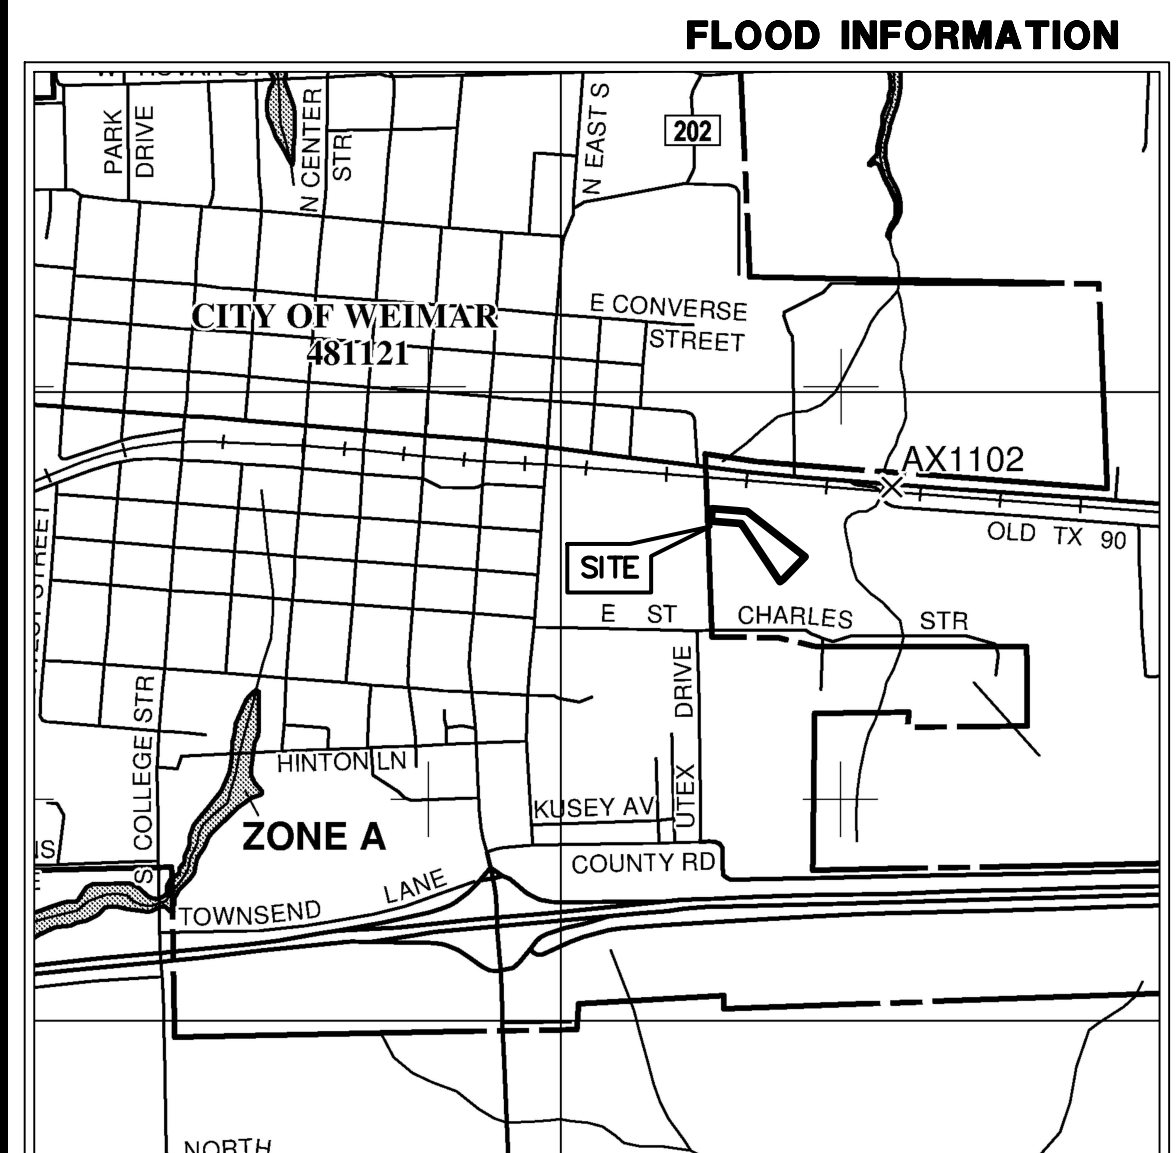 FLOOD INFORMATION
PARK
DRIVE
N CENTER
STR
N EAST S
202
CITY OF WEIMAR
481121
E CONVERSE
STREET
AX1102
OLD TX 90
SITE
E ST CHARLES STR
STREET
S COLLEGE STR
HINTON LN
UTEX DRIVE
KUSEY AV
ZONE A
COUNTY RD
LANE
TOWNSEND
NORTH